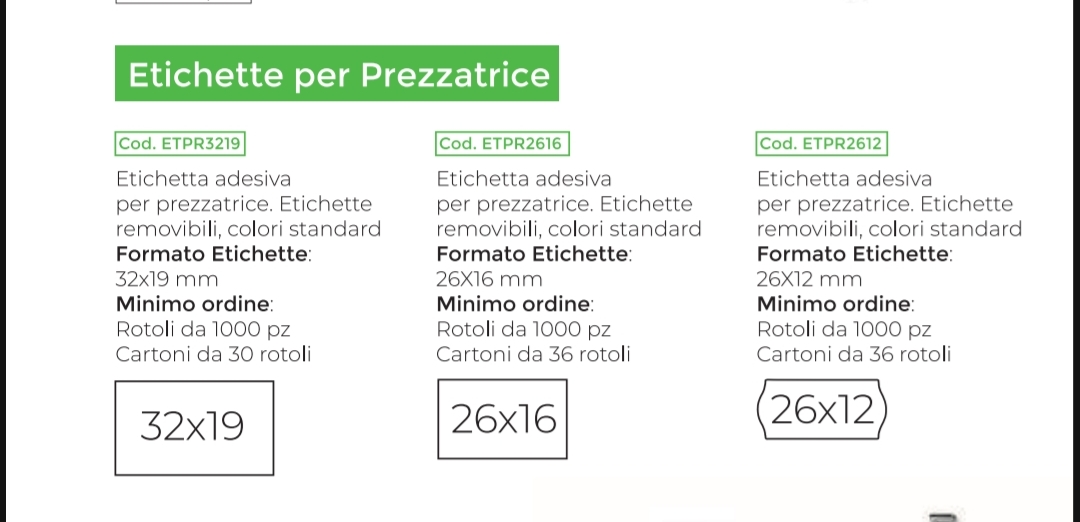 Etichette per Prezzatrice
Cod. ETPR3219
Etichetta adesiva
per prezzatrice. Etichette
removibili, colori standard
Formato Etichette:
32x19 mm
Minimo ordine:
Rotoli da 1000 pz
Cartoni da 30 rotoli
32x19
Cod. ETPR2616
Etichetta adesiva
per prezzatrice. Etichette
removibili, colori standard
Formato Etichette:
26X16 mm
Minimo ordine:
Rotoli da 1000 pz
Cartoni da 36 rotoli
26x16
Cod. ETPR2612
Etichetta adesiva
per prezzatrice. Etichette
removibili, colori standard
Formato Etichette:
26X12 mm
Minimo ordine:
Rotoli da 1000 pz
Cartoni da 36 rotoli
26x12